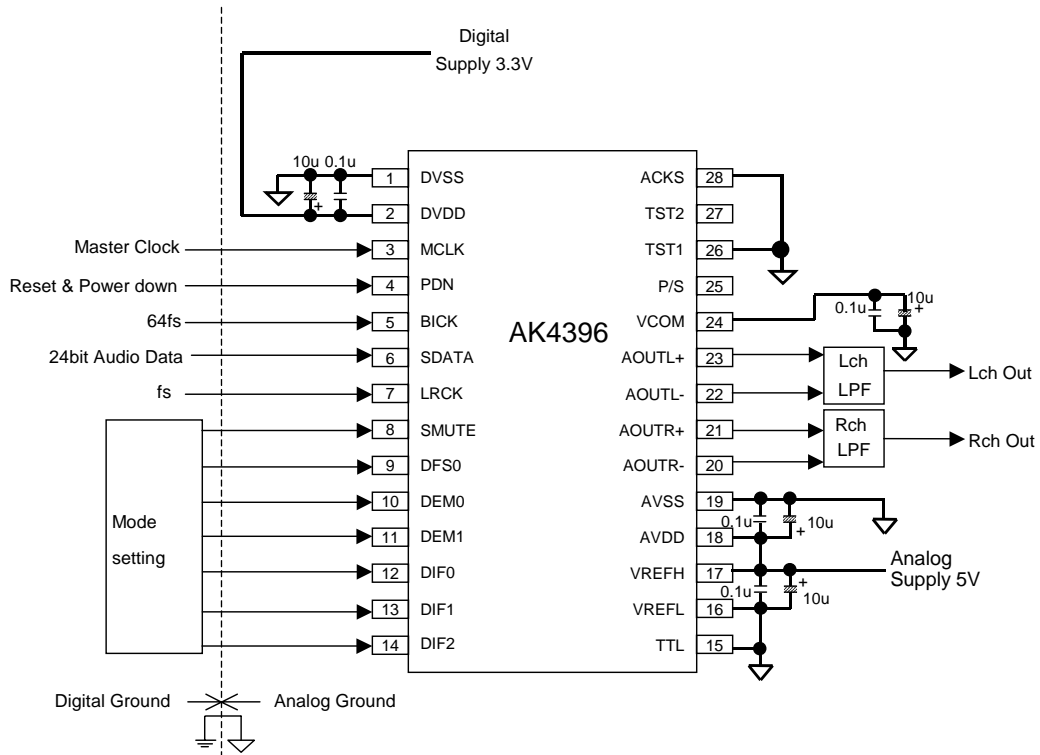 Digital
Supply 3.3V
10u 0.1u
1 DVSS
2 DVDD
Master Clock 3 MCLK
Reset & Power down 4 PDN
64fs 5 BICK
24bit Audio Data 6 SDATA
fs 7 LRCK
8 SMUTE
9 DFS0
10 DEM0
11 DEM1
12 DIF0
13 DIF1
14 DIF2
Mode
setting
AK4396
ACKS 28
TST2 27
TST1 26
P/S 25
VCOM 24
0.1u 10u
AOUTL+ 23
AOUTL- 22
Lch
LPF
Lch Out
AOUTR+ 21
AOUTR- 20
Rch
LPF
Rch Out
AVSS 19
0.1u 10u
AVDD 18
VREFH 17
Analog
Supply 5V
0.1u 10u
VREFL 16
TTL 15
Digital Ground Analog Ground